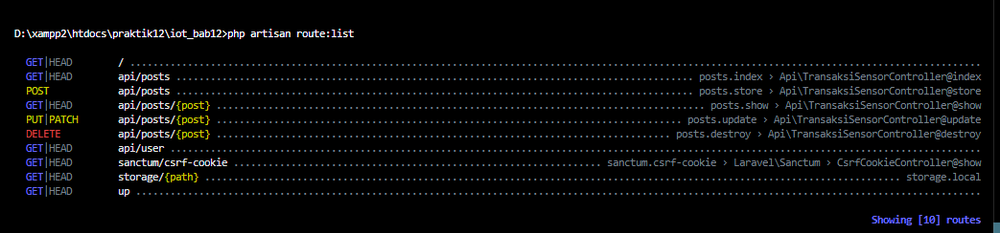 D:\xampp2\htdocs\praktik12\iot_bab12>php artisan route:list
GET|HEAD / ........................................................................................................................................
GET|HEAD api/posts .................................................................................... posts.index › Api\TransaksiSensorController@index
POST api/posts .................................................................................... posts.store › Api\TransaksiSensorController@store
GET|HEAD api/posts/{post} ............................................................................... posts.show › Api\TransaksiSensorController@show
PUT|PATCH api/posts/{post} ........................................................................... posts.update › Api\TransaksiSensorController@update
DELETE api/posts/{post} ......................................................................... posts.destroy › Api\TransaksiSensorController@destroy
GET|HEAD api/user .................................................................................................................................
GET|HEAD sanctum/csrf-cookie ................................................................ sanctum.csrf-cookie › Laravel\Sanctum › CsrfCookieController@show
GET|HEAD storage/{path} ................................................................................................................ storage.local
GET|HEAD up .......................................................................................................................................
Showing [10] routes